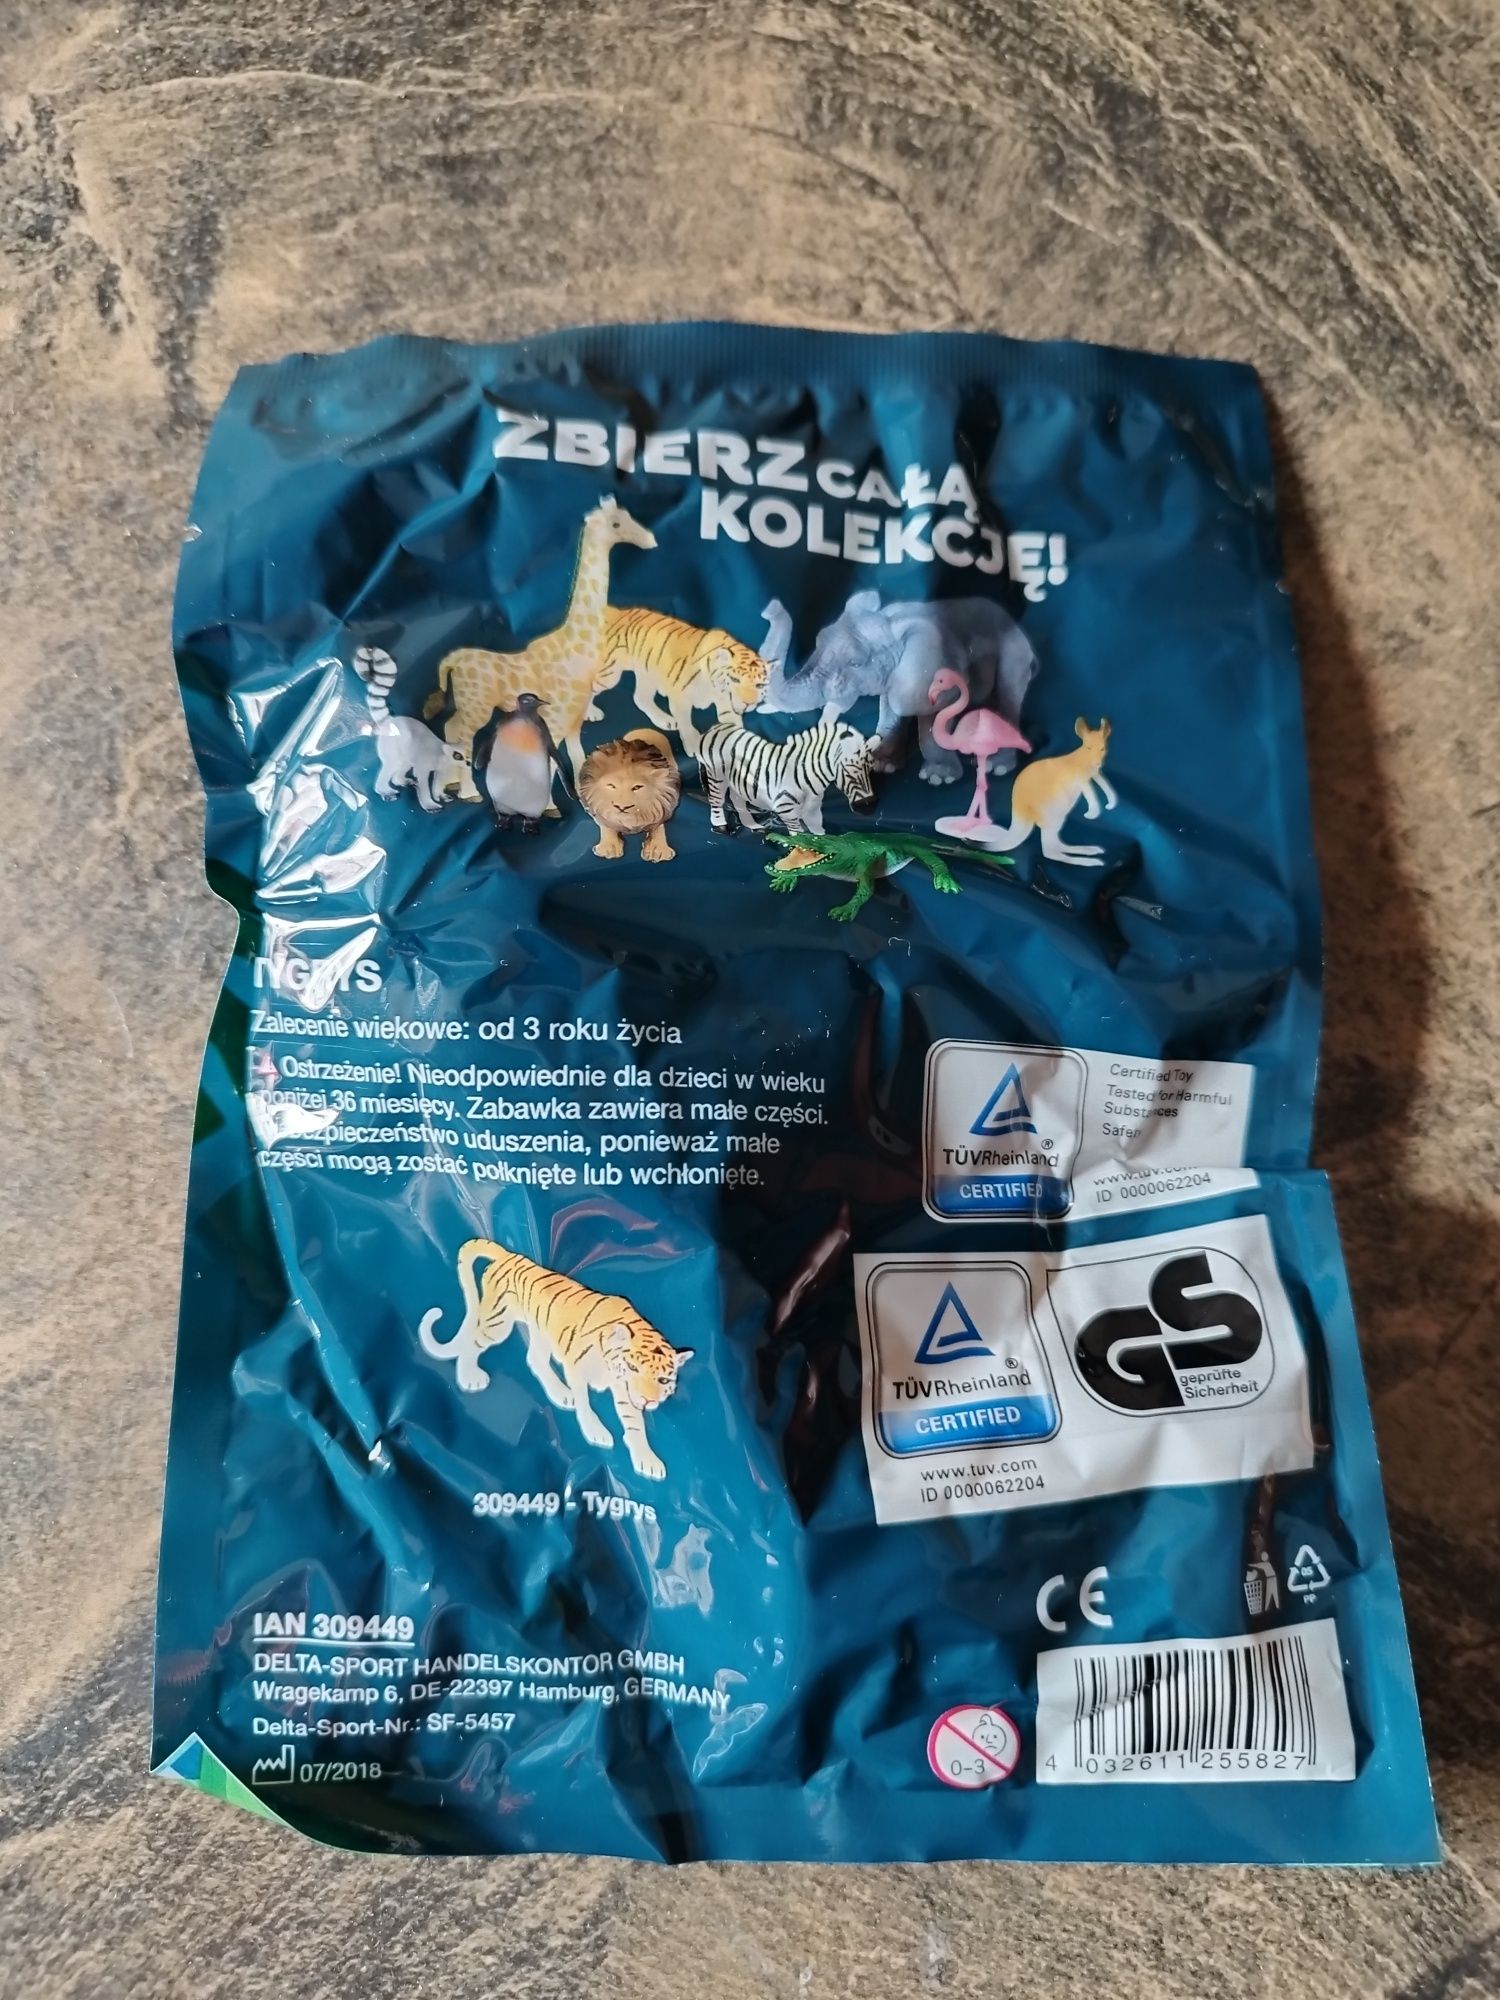 ZBIERZ CAŁĄ
KOLEKCJĘ!
TYGRYS
Zalecenie wiekowe: od 3 roku życia
Ostrzeżenie! Nieodpowiednie dla dzieci w wieku
poniżej 36 miesięcy. Zabawka zawiera małe części.
uduszenia, ponieważ małe
części mogą zostać połknięte lub wchłonięte.
309449 - Tygrys
IAN 309449
DELTA-SPORT HANDELSKONTOR GMBH
Wragekamp 6, DE-22397 Hamburg, GERMANY
Delta-Sport-Nr.: SF-5457
07/2018
TÜVRheinland®
CERTIFIED
Certified Toy
Tested for Harmful
Substances
www.tuv.com
ID 0000062204
TÜVRheinland®
CERTIFIED
www.tuv.com
ID 0000062204
GS
geprüfte
Sicherheit
CE
05
PP
0-3
4 032611 255827